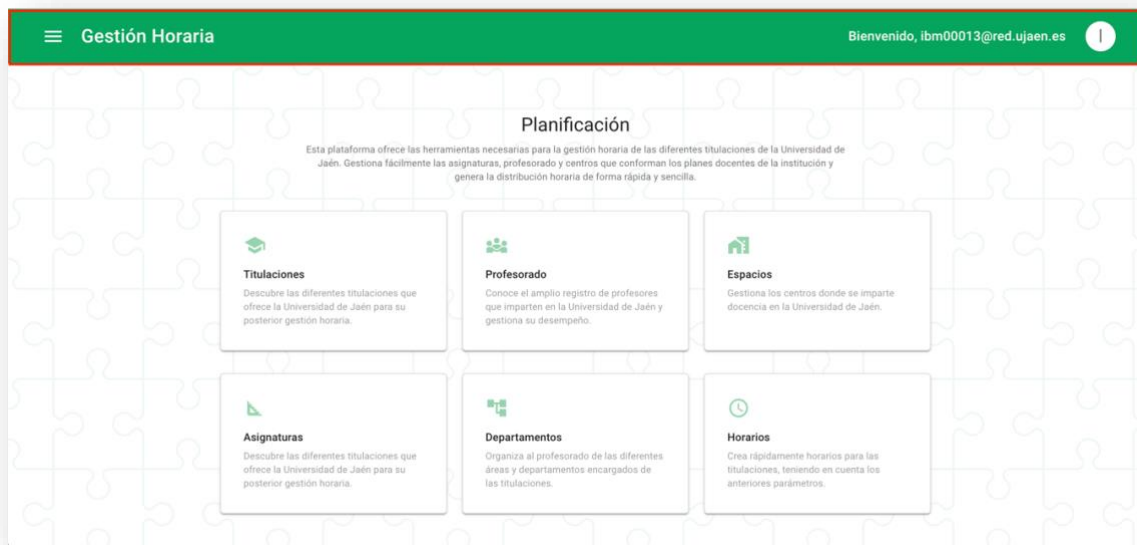 Gestión Horaria
Bienvenido, ibm00013@red.ujaen.es
I
Planificación
Esta plataforma ofrece las herramientas necesarias para la gestión horaria de las diferentes titulaciones de la Universidad de
Jaén. Gestiona fácilmente las asignaturas, profesorado y centros que conforman los planes docentes de la institución y
genera la distribución horaria de forma rápida y sencilla.
Titulaciones
Descubre las diferentes titulaciones que
ofrece la Universidad de Jaén para su
posterior gestión horaria.
Profesorado
Conoce el amplio registro de profesores
que imparten en la Universidad de Jaén y
gestiona su desempeño.
Espacios
Gestiona los centros donde se imparte
docencia en la Universidad de Jaén.
Asignaturas
Descubre las diferentes titulaciones que
ofrece la Universidad de Jaén para su
posterior gestión horaria.
Departamentos
Organiza al profesorado de las diferentes
áreas y departamentos encargados de
las titulaciones.
Horarios
Crea rápidamente horarios para las
titulaciones, teniendo en cuenta los
anteriores parámetros.